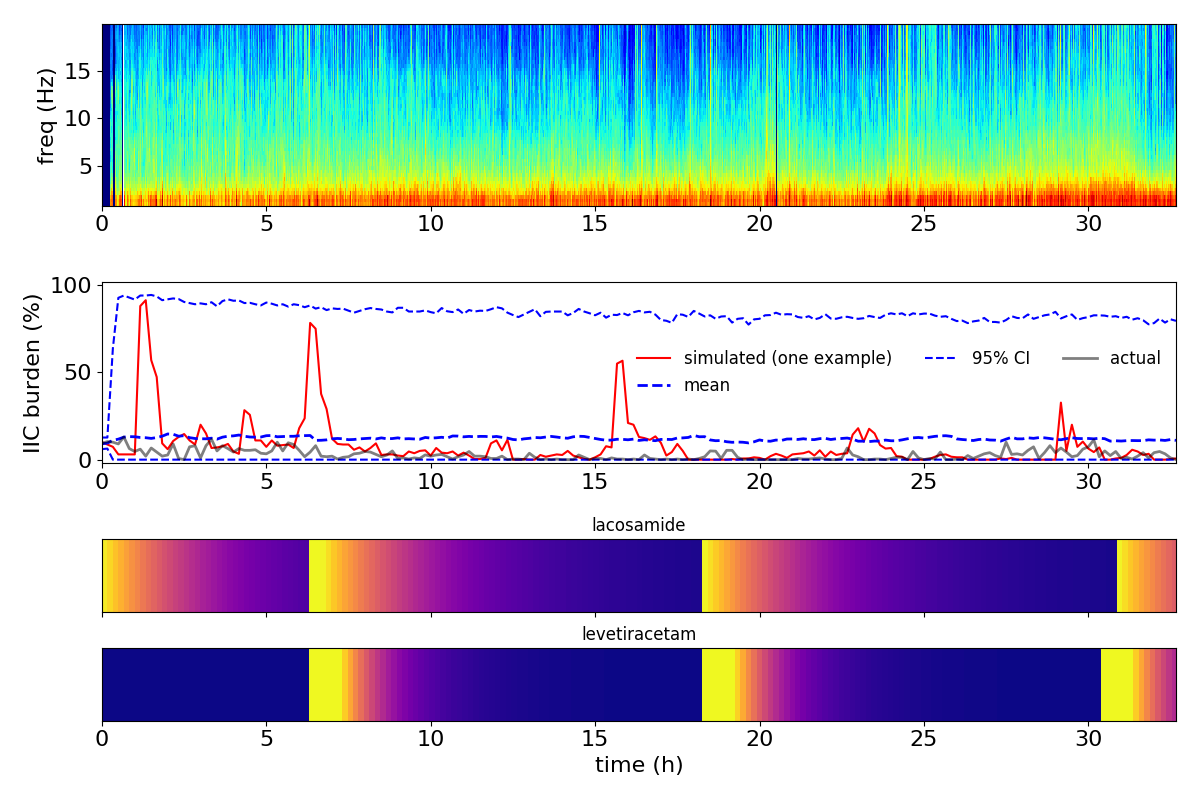 freq (Hz)
15
10
5
0 5 10 15 20 25 30
IIC burden (%)
100
50
0
simulated (one example) 95% CI actual
mean
0 5 10 15 20 25 30
lacosamide
levetiracetam
0 5 10 15 20 25 30
time (h)